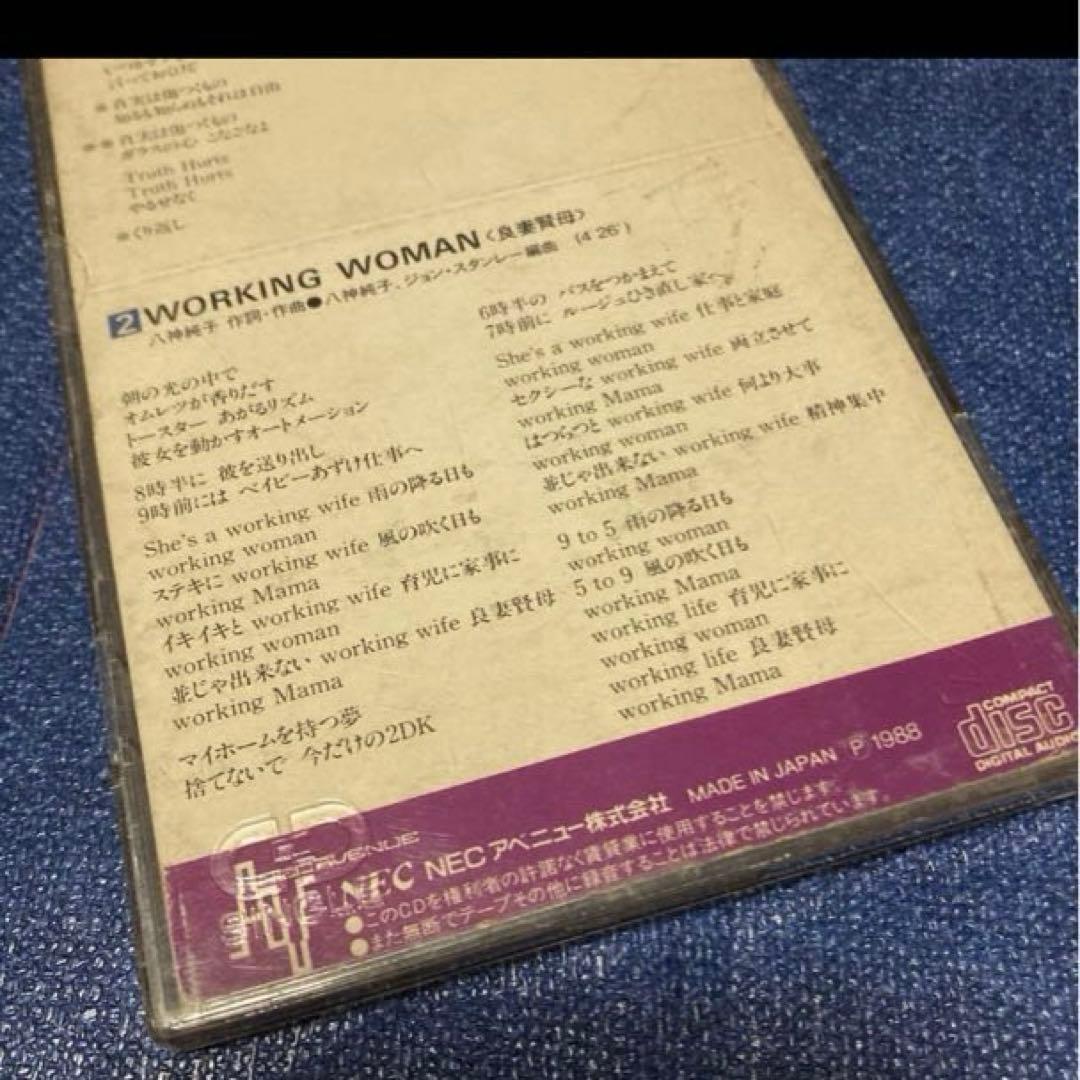 言っておゆき
※真実は傷つくもの
知るも知らぬもそれは自由
※※真実は傷つくもの
ガラスの心 こなごなよ
Truth Hurts
Truth Hurts
やるせなく
※くり返し
2 WORKING WOMAN〈良妻賢母〉
八神純子 作詞・作曲●八神純子、ジョン・スタンレー編曲 (4'26")
朝の光の中で
オムレツが香りだす
トースター あがるリズム
彼女を動かすオートメーション
8時半に 彼を送り出し
9時前には ベイビーあずけ仕事へ
She's a working wife 雨の降る日も
working woman
ステキに working wife 風の吹く日も
working Mama
イキイキと working wife 育児に家事に
working woman
並じゃ出来ない working wife 良妻賢母
working Mama
マイホームを持つ夢
捨てないで 今だけの2DK
6時半の バスをつかまえて
7時前に ルージュひき直し家へ
She's a working wife 仕事と家庭
working woman
セクシーな working wife 両立させて
working Mama
はつらつと working wife 何より大事
working woman
並じゃ出来ない working wife 精神集中
working Mama
9 to 5 雨の降る日も
working woman
5 to 9 風の吹く日も
working Mama
working life 育児に家事に
working woman
working life 良妻賢母
working Mama
AVENUE
NEC NECアベニュー株式会社 MADE IN JAPAN Ⓟ 1988
●このCDを権利者の許諾なく賃貸業に使用することを禁じます。
●また無断でテープその他に録音することは法律で禁じられています。
COMPACT
disc
DIGITAL AUDIO